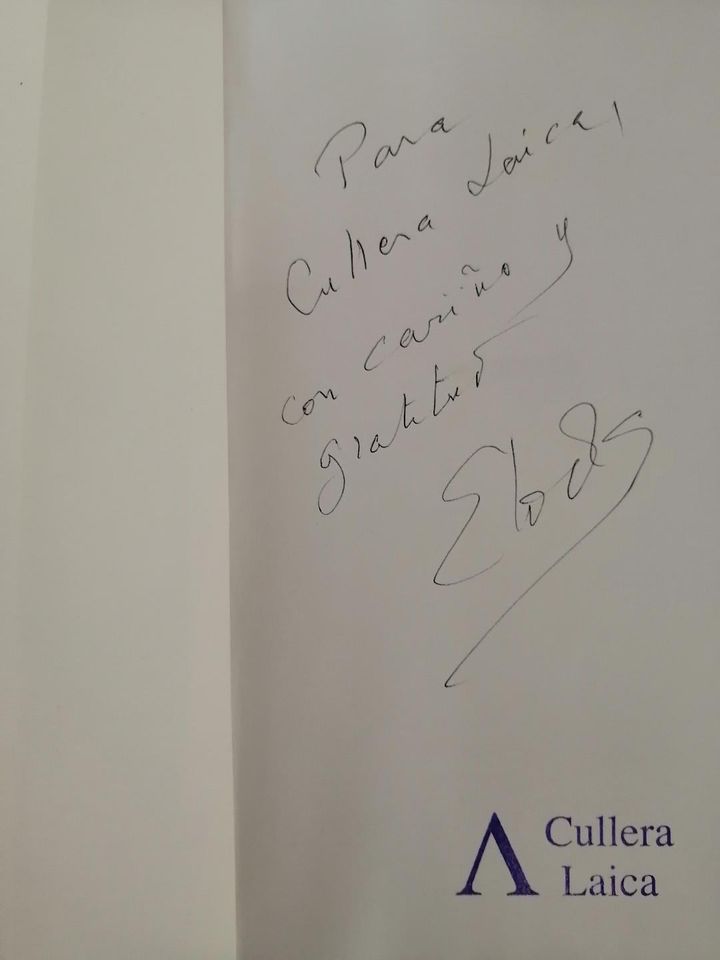 Para
Cullera Laica,
con cariño y
gratitud
Λ Cullera
Laica